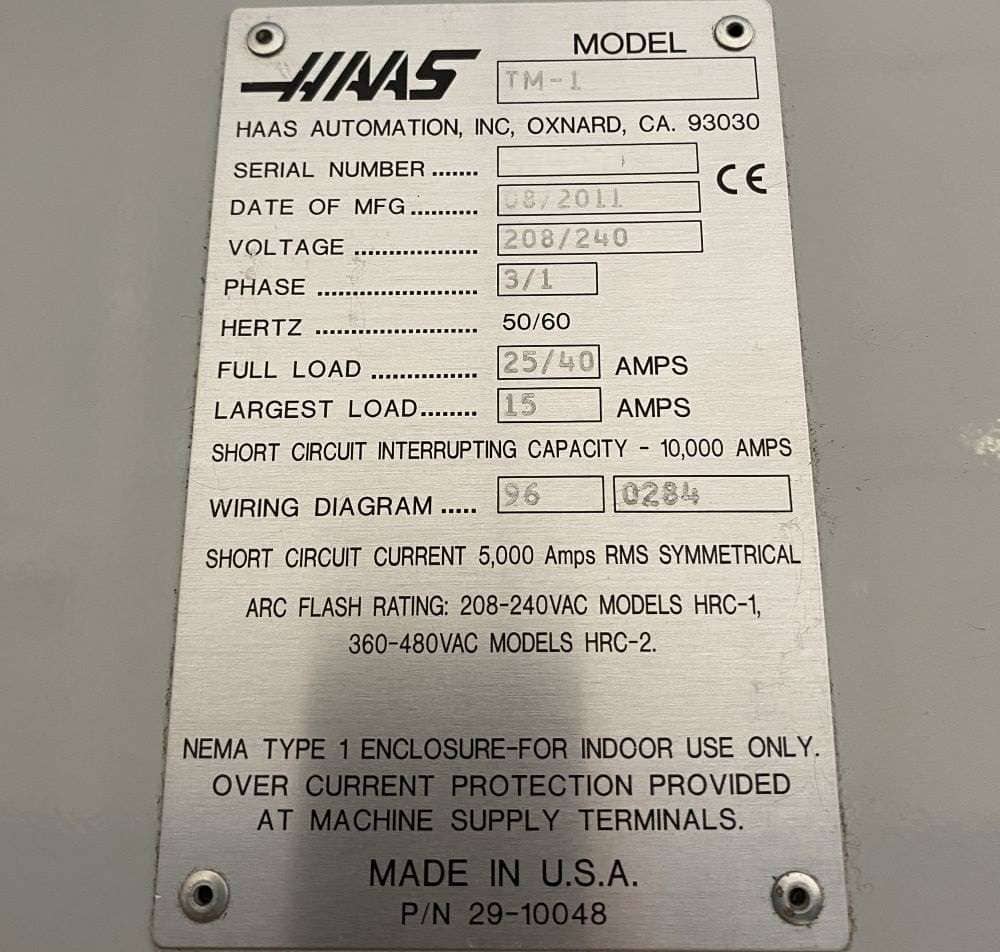 HAAS
MODEL
TM-1
HAAS AUTOMATION, INC, OXNARD, CA. 93030
SERIAL NUMBER .......
CE
DATE OF MFG.......... 08/2011
VOLTAGE .................. 208/240
PHASE ....................... 3/1
HERTZ ....................... 50/60
FULL LOAD ............... 25/40 AMPS
LARGEST LOAD........ 15 AMPS
SHORT CIRCUIT INTERRUPTING CAPACITY - 10,000 AMPS
WIRING DIAGRAM ..... 96 0284
SHORT CIRCUIT CURRENT 5,000 Amps RMS SYMMETRICAL
ARC FLASH RATING: 208-240VAC MODELS HRC-1,
360-480VAC MODELS HRC-2.
NEMA TYPE 1 ENCLOSURE-FOR INDOOR USE ONLY.
OVER CURRENT PROTECTION PROVIDED
AT MACHINE SUPPLY TERMINALS.
MADE IN U.S.A.
P/N 29-10048